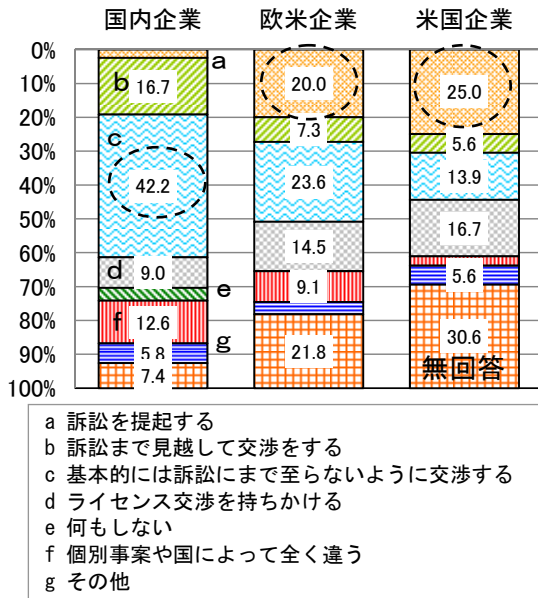 国内企業 欧米企業 米国企業
0%
10%
20%
30%
40%
50%
60%
70%
80%
90%
100%
a
b 16.7
c
42.2
d 9.0
e
f 12.6
5.8
g
7.4
20.0
7.3
23.6
14.5
9.1
21.8
25.0
5.6
13.9
16.7
5.6
30.6
無回答
a 訴訟を提起する
b 訴訟まで見越して交渉をする
c 基本的には訴訟にまで至らないように交渉する
d ライセンス交渉を持ちかける
e 何もしない
f 個別事案や国によって全く違う
g その他